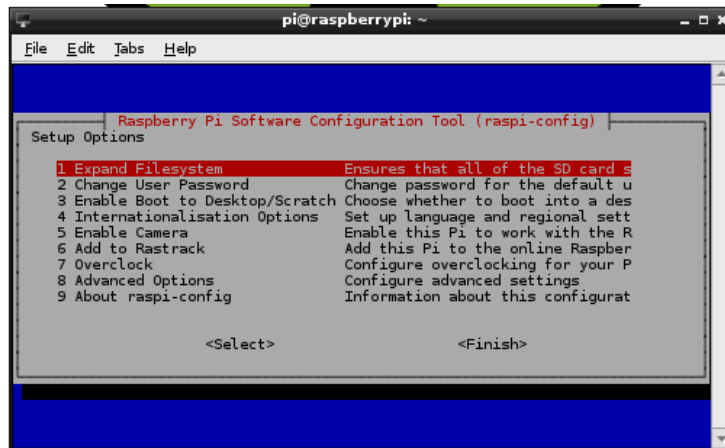 pi@raspberrypi: ~
File Edit Tabs Help
Raspberry Pi Software Configuration Tool (raspi-config)
Setup Options
1 Expand Filesystem Ensures that all of the SD card s
2 Change User Password Change password for the default u
3 Enable Boot to Desktop/Scratch Choose whether to boot into a des
4 Internationalisation Options Set up language and regional sett
5 Enable Camera Enable this Pi to work with the R
6 Add to Rastrack Add this Pi to the online Raspber
7 Overclock Configure overclocking for your P
8 Advanced Options Configure advanced settings
9 About raspi-config Information about this configurat
<Select> <Finish>